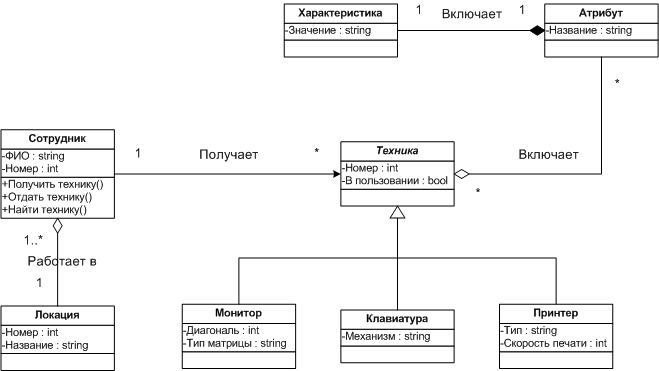 Характеристика
-Значение : string
1
Включает
1
Атрибут
-Название : string
*
Включает
*
Сотрудник
-ФИО : string
-Номер : int
+Получить технику()
+Отдать технику()
+Найти технику()
1
Получает
*
Техника
-Номер : int
-В пользовании : bool
1..*
Работает в
1
Локация
-Номер : int
-Название : string
Монитор
-Диагональ : int
-Тип матрицы : string
Клавиатура
-Механизм : string
Принтер
-Тип : string
-Скорость печати : int